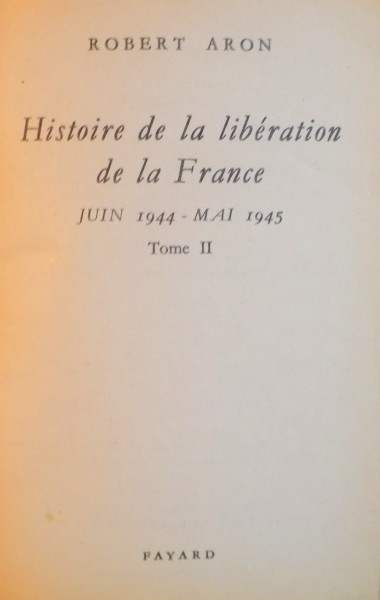 ROBERT ARON
Histoire de la libération
de la France
JUIN 1944 - MAI 1945
Tome II
FAYARD